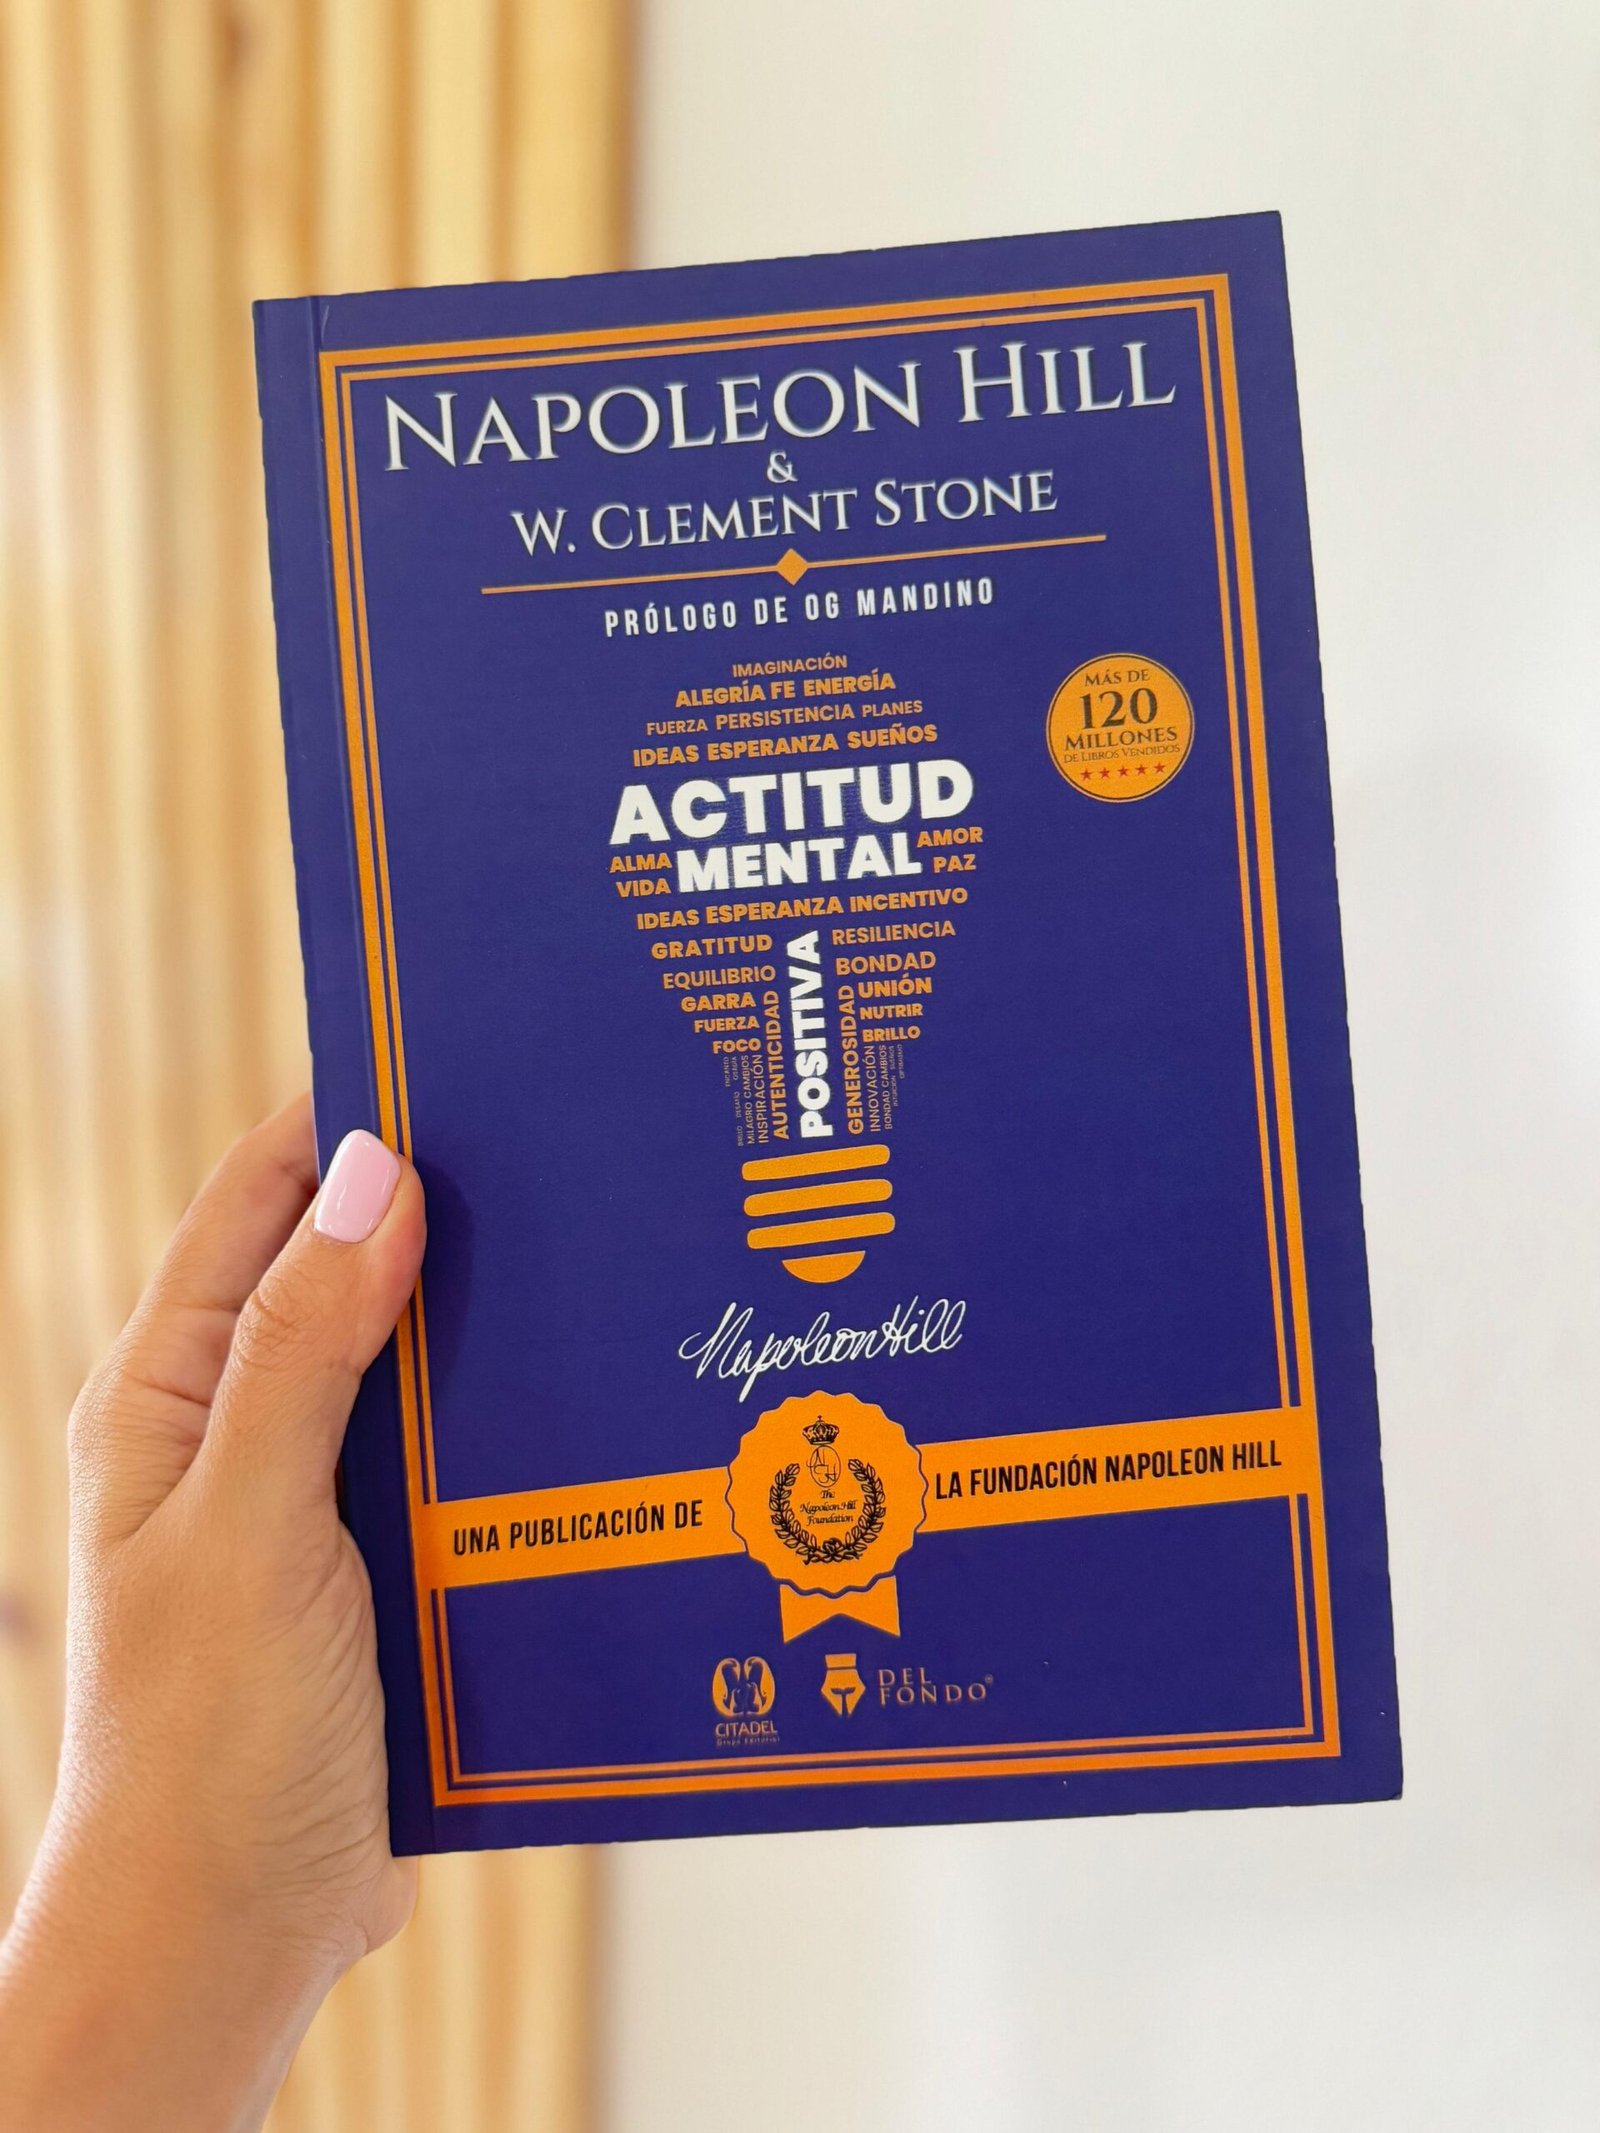 NAPOLEON HILL
&
W. CLEMENT STONE
PRÓLOGO DE OG MANDINO
IMAGINACIÓN
ALEGRÍA FE ENERGÍA
FUERZA PERSISTENCIA PLANES
IDEAS ESPERANZA SUEÑOS
MÁS DE
120
MILLONES
DE LIBROS VENDIDOS
ACTITUD
ALMA MENTAL AMOR
VIDA PAZ
IDEAS ESPERANZA INCENTIVO
GRATITUD
EQUILIBRIO
GARRA
FUERZA
FOCO
MILAGRO CAMBIOS
INSPIRACIÓN
AUTENTICIDAD
POSITIVA
RESILIENCIA
BONDAD
UNIÓN
NUTRIR
BRILLO
GENEROSIDAD
INNOVACIÓN
BONDAD CAMBIOS
Napoleon Hill
UNA PUBLICACIÓN DE
The
Napoleon Hill
Foundation
LA FUNDACIÓN NAPOLEON HILL
CITADEL
Grupo Editorial
DEL
FONDO